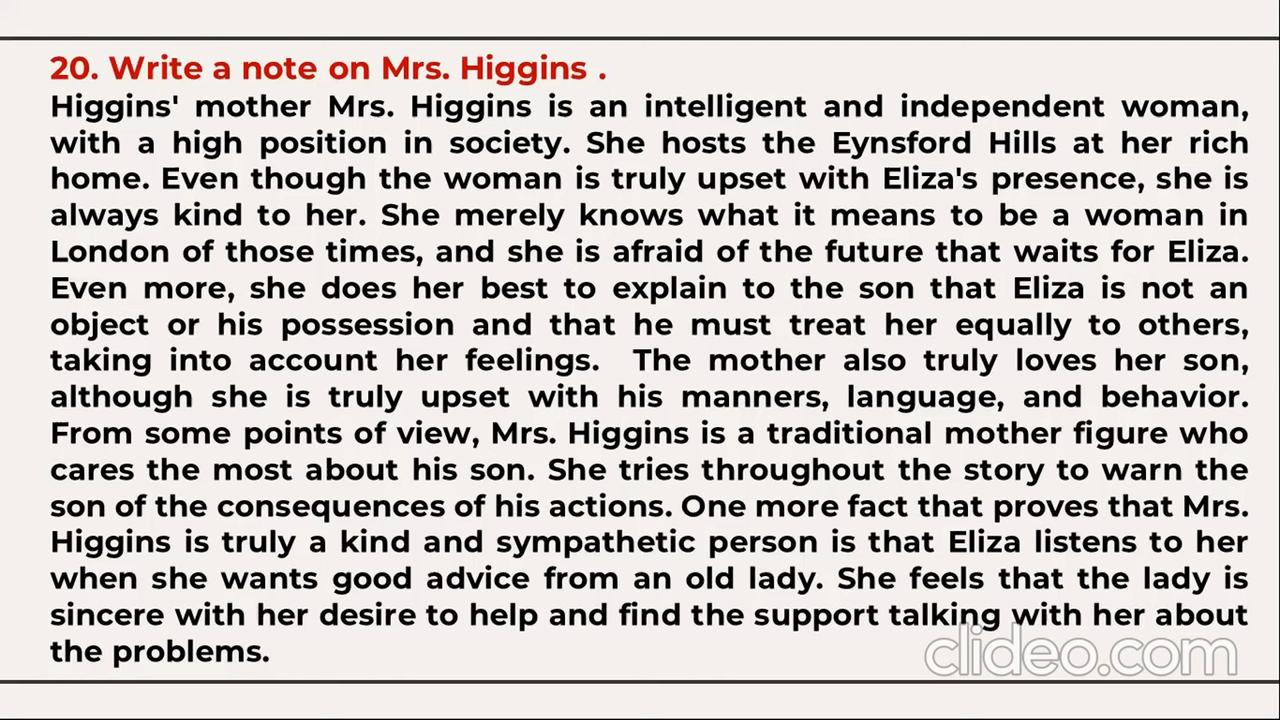 20. Write a note on Mrs. Higgins .
Higgins' mother Mrs. Higgins is an intelligent and independent woman,
with a high position in society. She hosts the Eynsford Hills at her rich
home. Even though the woman is truly upset with Eliza's presence, she is
always kind to her. She merely knows what it means to be a woman in
London of those times, and she is afraid of the future that waits for Eliza.
Even more, she does her best to explain to the son that Eliza is not an
object or his possession and that he must treat her equally to others,
taking into account her feelings. The mother also truly loves her son,
although she is truly upset with his manners, language, and behavior.
From some points of view, Mrs. Higgins is a traditional mother figure who
cares the most about his son. She tries throughout the story to warn the
son of the consequences of his actions. One more fact that proves that Mrs.
Higgins is truly a kind and sympathetic person is that Eliza listens to her
when she wants good advice from an old lady. She feels that the lady is
sincere with her desire to help and find the support talking with her about
the problems.
clideo.com